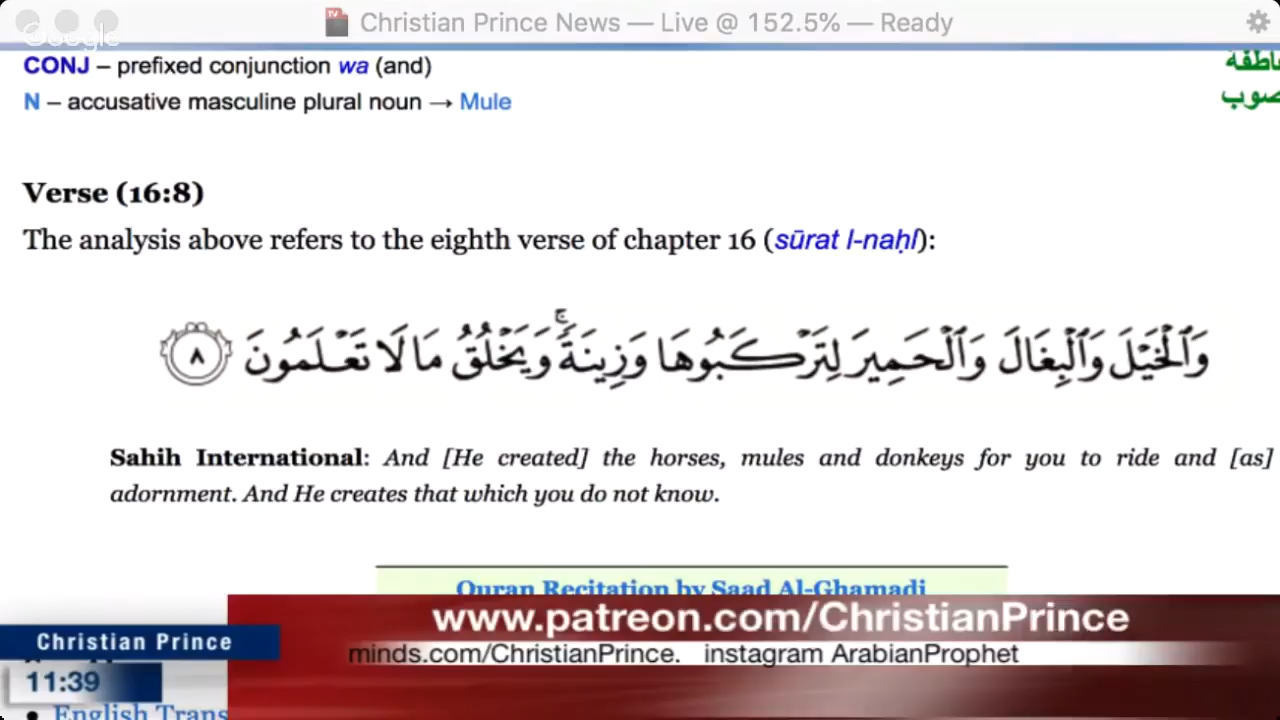 Christian Prince News — Live @ 152.5% — Ready
Google
CONJ – prefixed conjunction wa (and)
N – accusative masculine plural noun → Mule
Verse (16:8)
The analysis above refers to the eighth verse of chapter 16 (sūrat l-naḥl):
وَٱلْخَيْلَ وَٱلْبِغَالَ وَٱلْحَمِيرَ لِتَرْكَبُوهَا وَزِينَةً ۚ وَيَخْلُقُ مَا لَا تَعْلَمُونَ ٨
Sahih International: And [He created] the horses, mules and donkeys for you to ride and [as]
adornment. And He creates that which you do not know.
Quran Recitation by Saad Al-Ghamadi
www.patreon.com/ChristianPrince
Christian Prince
minds.com/ChristianPrince. instagram ArabianProphet
11:39
English Trans